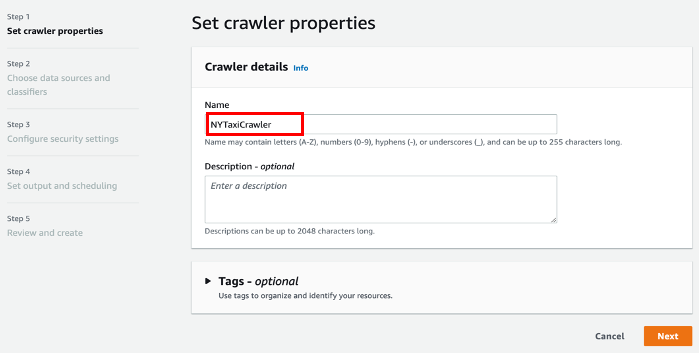 Step 1
Set crawler properties
Step 2
Choose data sources and
classifiers
Step 3
Configure security settings
Step 4
Set output and scheduling
Step 5
Review and create
Set crawler properties
Crawler details Info
Name
NYTaxiCrawler
Name may contain letters (A-Z), numbers (0-9), hyphens (-), or underscores (_), and can be up to 255 characters long.
Description - optional
Enter a description
Descriptions can be up to 2048 characters long.
Tags - optional
Use tags to organize and identify your resources.
Cancel Next